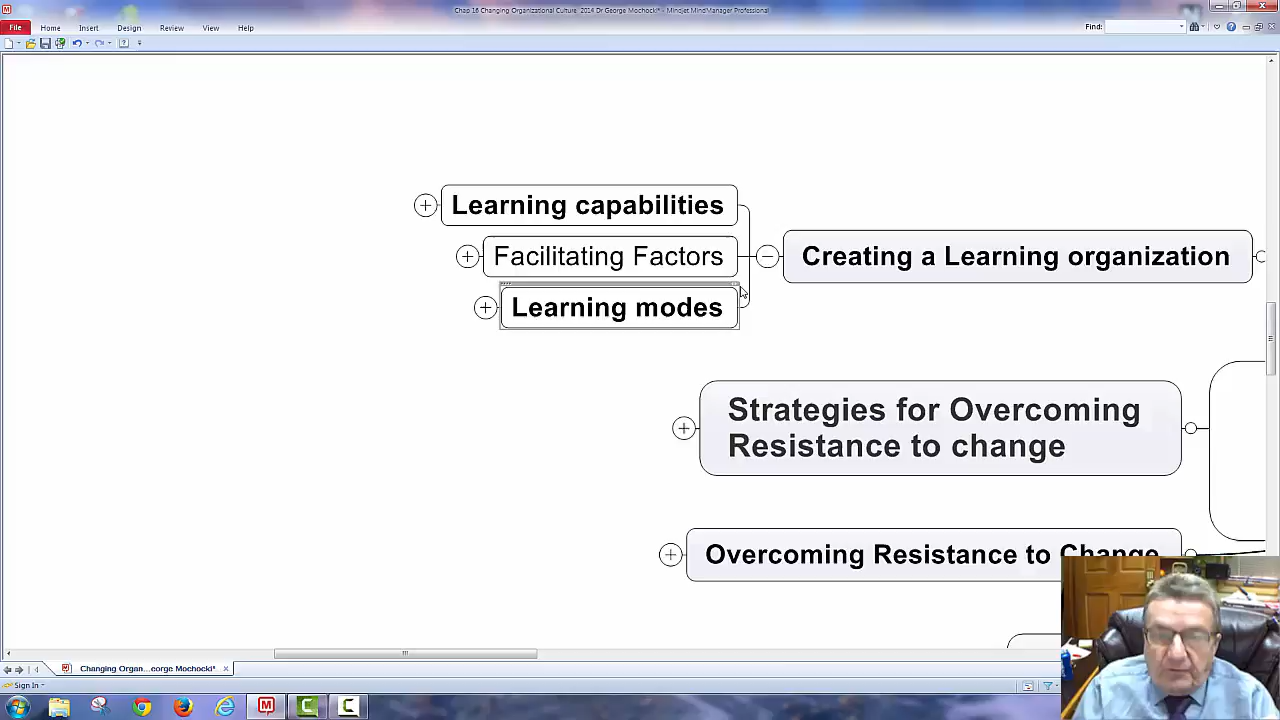 Chap 16 Changing Organizational Culture 2014 Dr George Mochocki* - Mindjet MindManager Professional
File Home Insert Design Review View Help
Find:
Learning capabilities
Facilitating Factors
Creating a Learning organization
Learning modes
Strategies for Overcoming
Resistance to change
Overcoming Resistance to Change
Changing Organ...eorge Mochocki*
Sign In